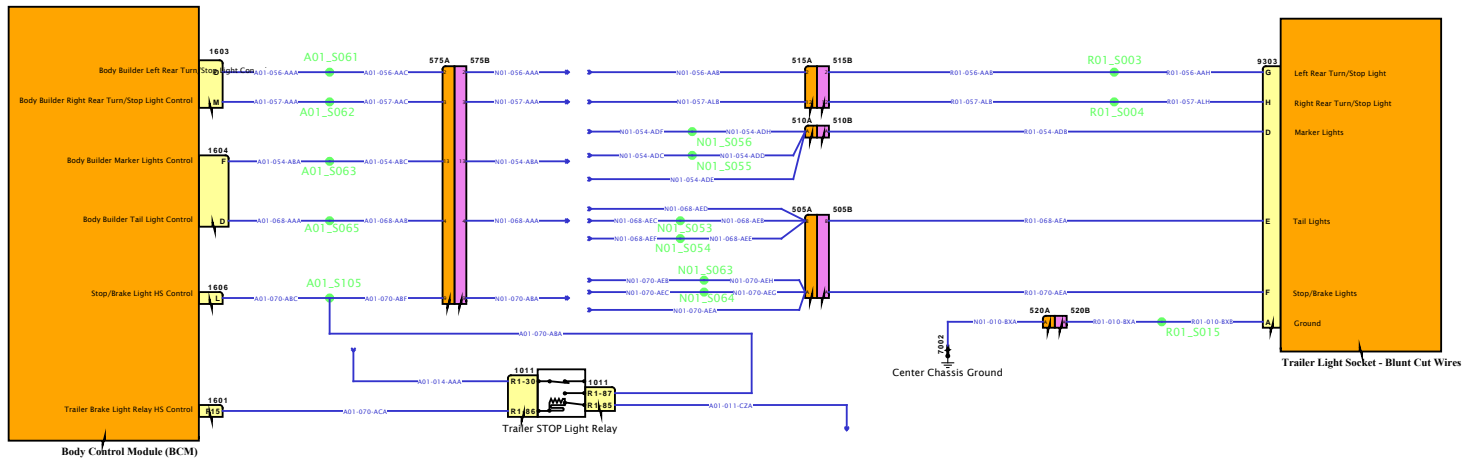 1603
A01_S061
Body Builder Left Rear Turn/Stop Light Con
D
A01-056-AAA
A01-056-AAC
575A
575B
2
2
N01-056-AAA
N01-056-AAB
515A
515B
2
R01-056-AAB
R01_S003
R01-056-AAH
9303
G
Left Rear Turn/Stop Light
Body Builder Right Rear Turn/Stop Light Control
M
A01-057-AAA
A01-057-AAC
A01_S062
N01-057-AAA
N01-057-ALB
R01-057-ALB
R01-057-ALH
R01_S004
H
Right Rear Turn/Stop Light
510A
510B
N01-054-ADF
N01-054-ADH
N01_S056
R01-054-ADB
D
Marker Lights
1604
N01-054-ADC
N01-054-ADD
N01_S055
Body Builder Marker Lights Control
F
A01-054-ABA
A01-054-ABC
A01_S063
13
13
N01-054-ABA
N01-054-ADE
505A
505B
N01-068-AED
Body Builder Tail Light Control
D
A01-068-AAA
A01-068-AAB
A01_S065
N01-068-AAA
N01-068-AEC
N01-068-AEB
N01_S053
R01-068-AEA
E
Tail Lights
N01-068-AEF
N01-068-AEE
N01_S054
1606
A01_S105
N01_S063
N01-070-AEB
N01-070-AEH
Stop/Brake Light HS Control
L
A01-070-ABC
A01-070-ABF
N01-070-ABA
N01-070-AEC
N01-070-AEG
N01_S064
R01-070-AEA
F
Stop/Brake Lights
N01-070-AEA
520A
520B
N01-010-BXA
R01-010-BXA
R01-010-BXB
R01_S015
A
Ground
A01-070-ABA
7002
Center Chassis Ground
Trailer Light Socket - Blunt Cut Wires
1011
A01-014-AAA
R1-30
1011
R1-87
1601
Trailer Brake Light Relay HS Control
R15
A01-070-ACA
R1-86
R1-85
A01-011-CZA
Trailer STOP Light Relay
Body Control Module (BCM)